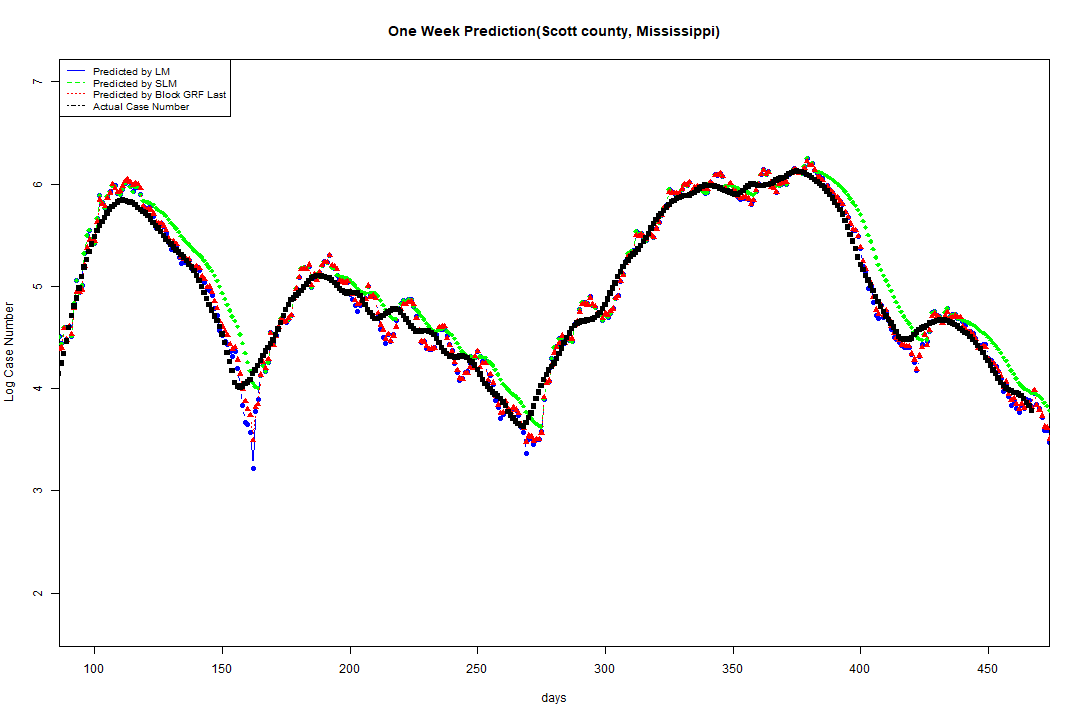 One Week Prediction(Scott county, Mississippi)
Predicted by LM
Predicted by SLM
Predicted by Block GRF Last
Actual Case Number
7
6
5
4
3
2
Log Case Number
100 150 200 250 300 350 400 450
days